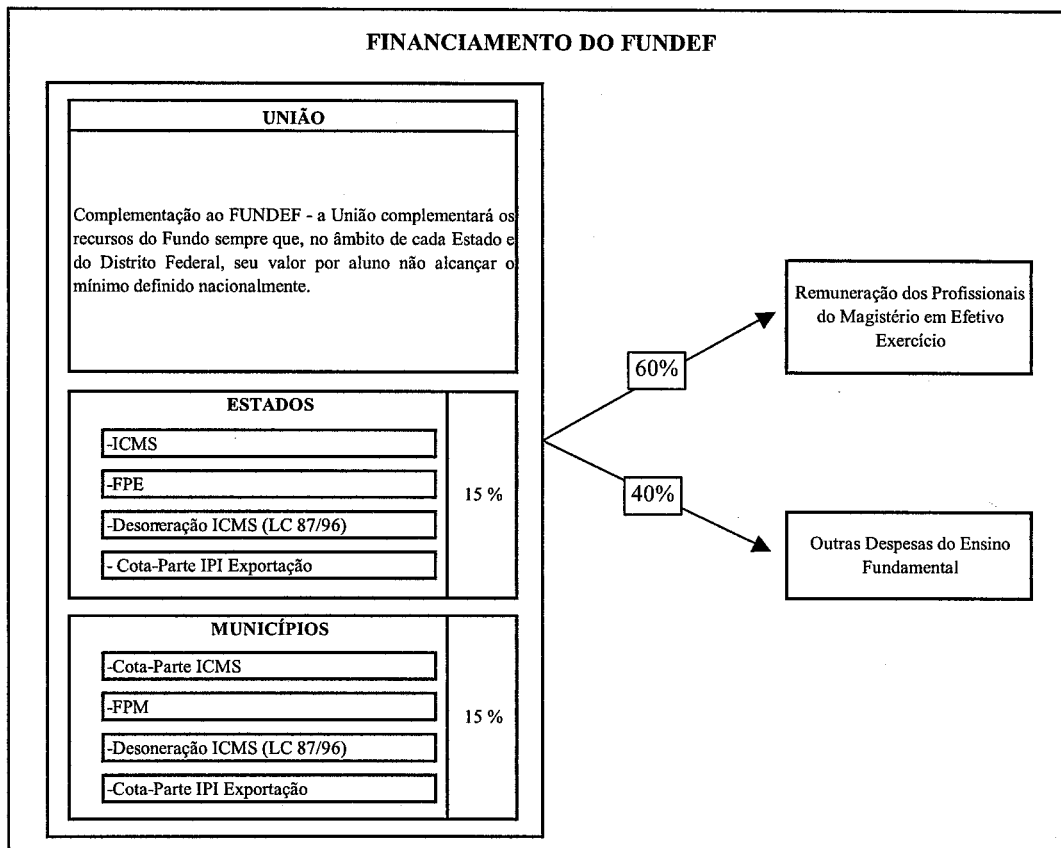 FINANCIAMENTO DO FUNDEF
UNIÃO
Complementação ao FUNDEF - a União complementará os
recursos do Fundo sempre que, no âmbito de cada Estado e
do Distrito Federal, seu valor por aluno não alcançar o
mínimo definido nacionalmente.
ESTADOS
-ICMS
-FPE
-Desoneração ICMS (LC 87/96)
- Cota-Parte IPI Exportação
15 %
MUNICÍPIOS
-Cota-Parte ICMS
-FPM
-Desoneração ICMS (LC 87/96)
-Cota-Parte IPI Exportação
15 %
60%
40%
Remuneração dos Profissionais
do Magistério em Efetivo
Exercício
Outras Despesas do Ensino
Fundamental